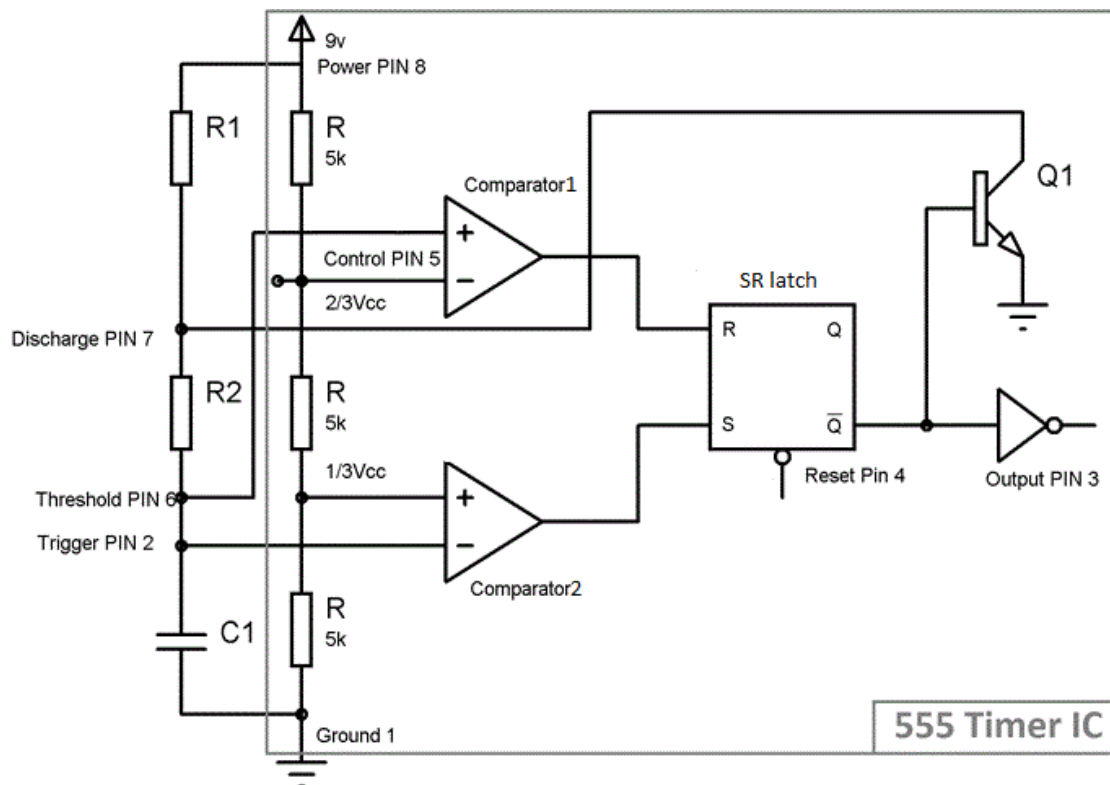 9v
Power PIN 8
R1
R
5k
Q1
Comparator1
+
Control PIN 5
-
2/3Vcc
SR latch
Discharge PIN 7
R Q
R2
R
5k
S Q̅
1/3Vcc
Reset Pin 4
Output PIN 3
Threshold PIN 6
+
Trigger PIN 2
-
Comparator2
R
5k
C1
Ground 1
555 Timer IC